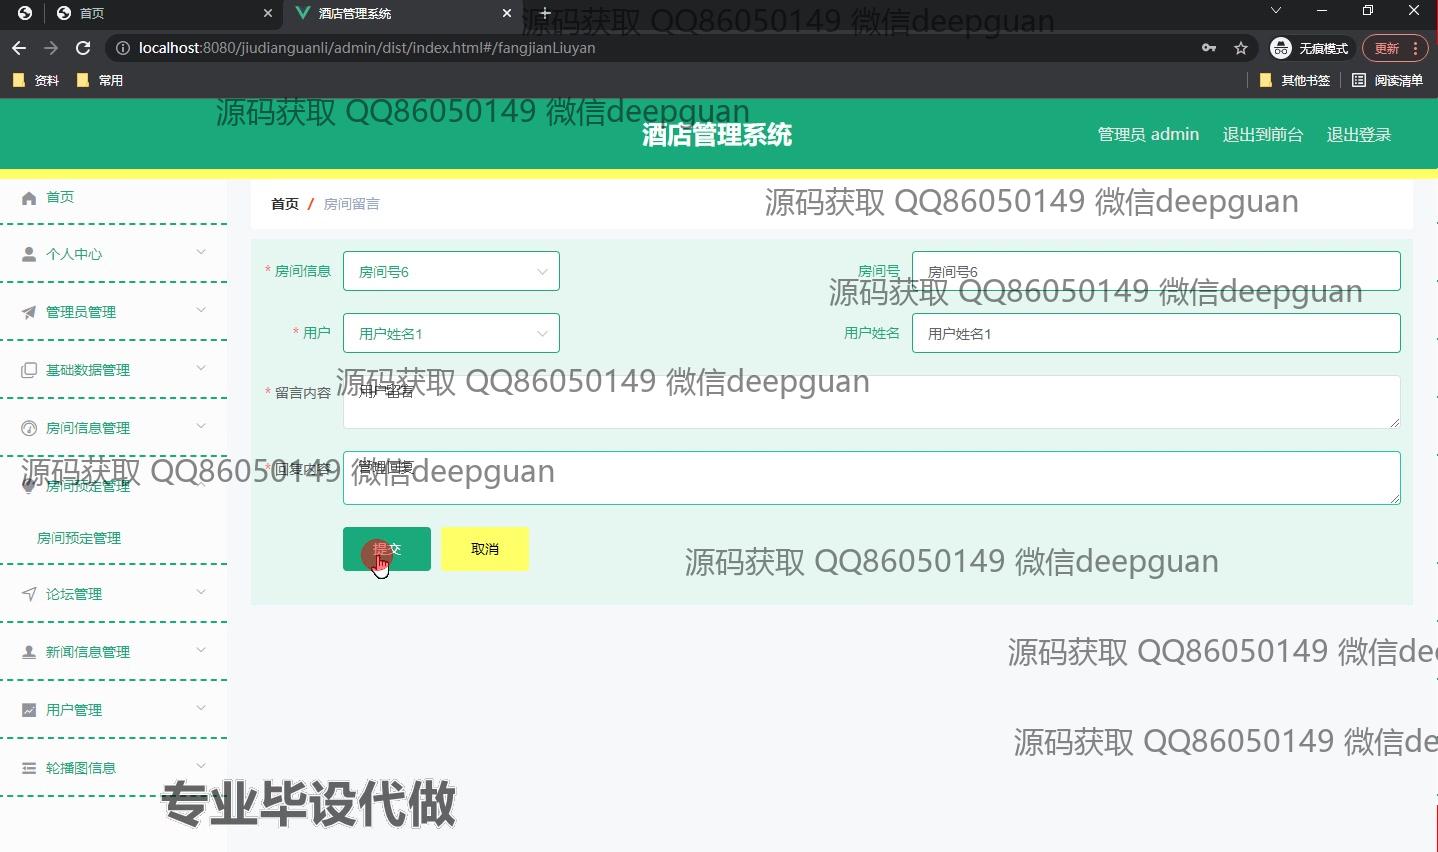 首页
酒店管理系统
源码获取 QQ86050149 微信deepguan
localhost:8080/jiudianguanli/admin/dist/index.html#/fangjianLiuyan
无痕模式
更新
资料
常用
其他书签
阅读清单
源码获取 QQ86050149 微信deepguan
酒店管理系统
管理员 admin
退出到前台
退出登录
首页
首页 / 房间留言
源码获取 QQ86050149 微信deepguan
个人中心
* 房间信息
房间号6
房间号
房间号6
源码获取 QQ86050149 微信deepguan
管理员管理
* 用户
用户姓名1
用户姓名
用户姓名1
基础数据管理
* 留言内容
用户留言
源码获取 QQ86050149 微信deepguan
房间信息管理
* 回复内容
管理回复
源码获取 QQ86050149 微信deepguan
房间预定管理
房间预定管理
提交
取消
源码获取 QQ86050149 微信deepguan
论坛管理
新闻信息管理
源码获取 QQ86050149 微信de
用户管理
源码获取 QQ86050149 微信de
轮播图信息
专业毕设代做